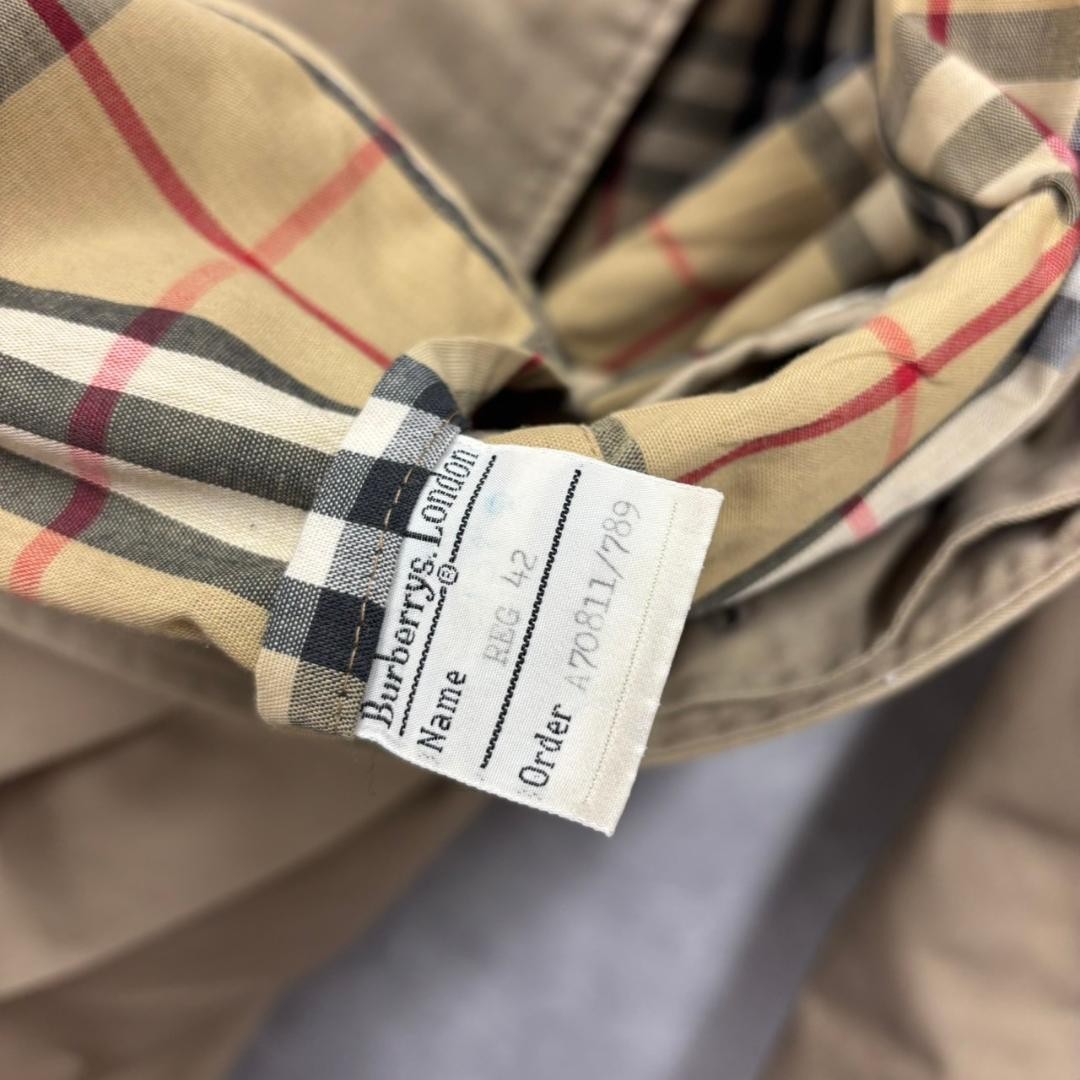 Burberrys. London ®
Name REG 42
Order A70811/789